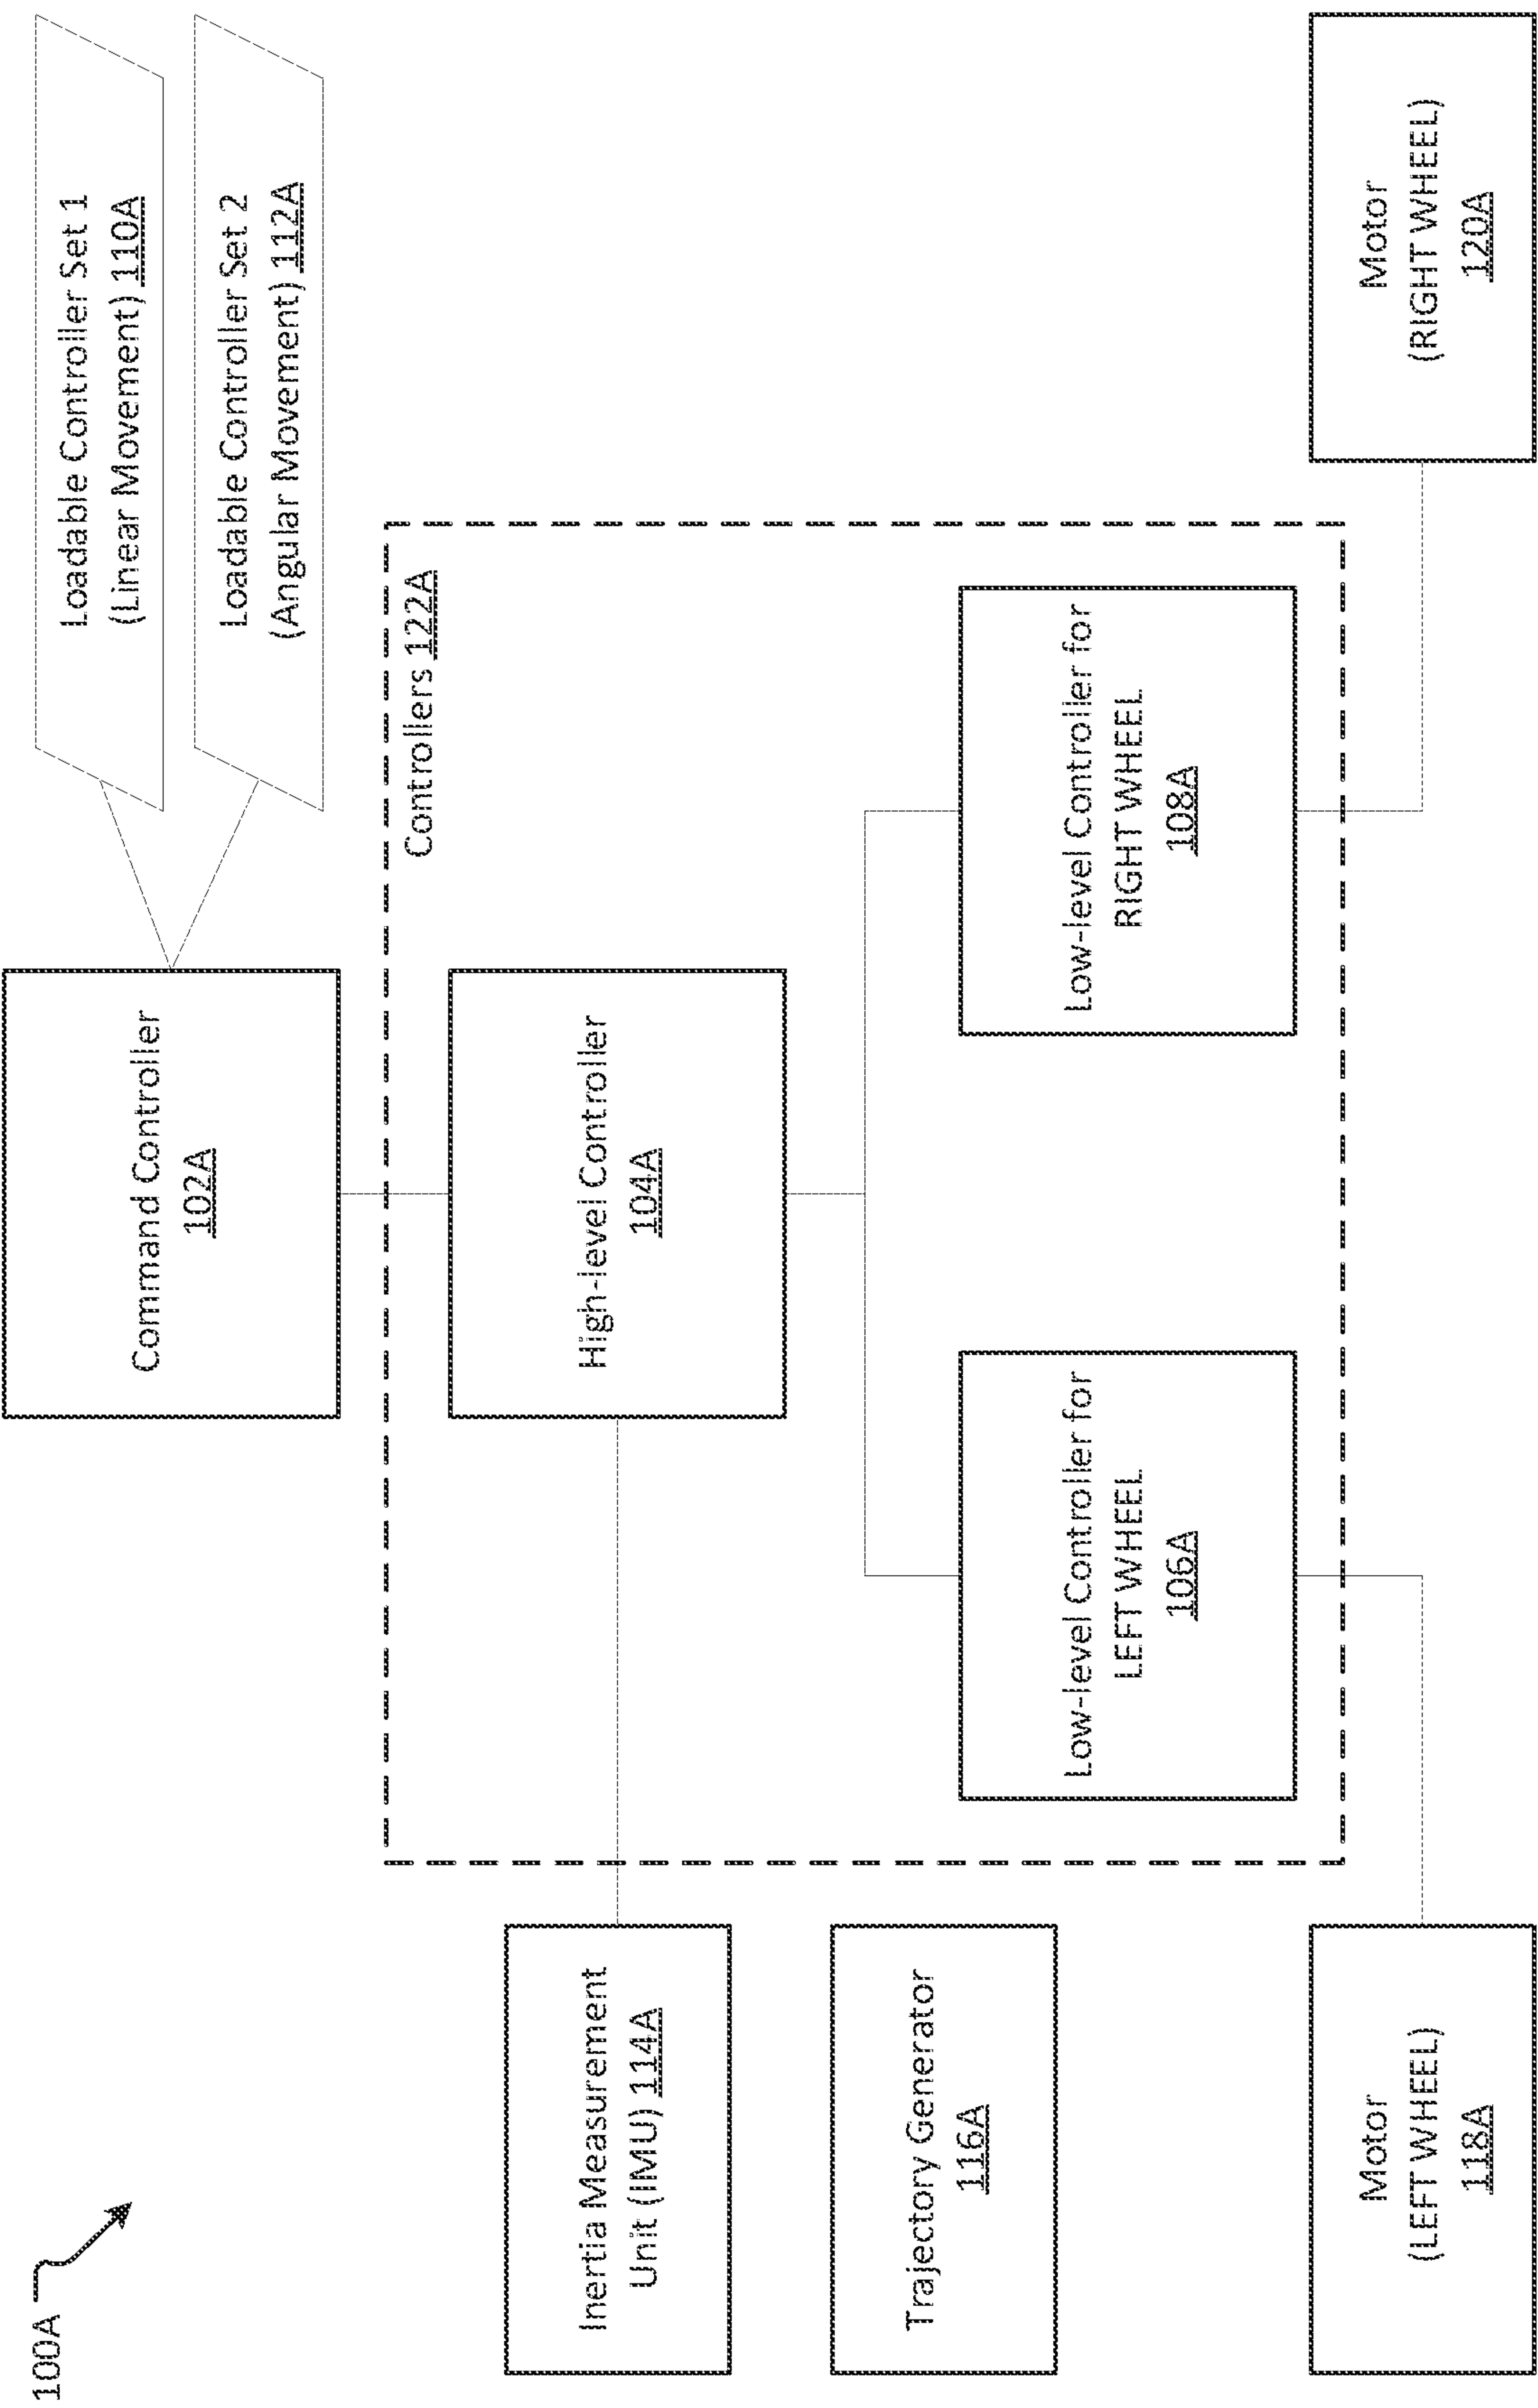 100A
Command Controller
102A
Loadable Controller Set 1
(Linear Movement) 110A
Loadable Controller Set 2
(Angular Movement) 112A
Controllers 122A
Inertia Measurement
Unit (IMU) 114A
High-level Controller
104A
Trajectory Generator
116A
Low-level Controller for
LEFT WHEEL
106A
Low-level Controller for
RIGHT WHEEL
108A
Motor
(LEFT WHEEL)
118A
Motor
(RIGHT WHEEL)
120A